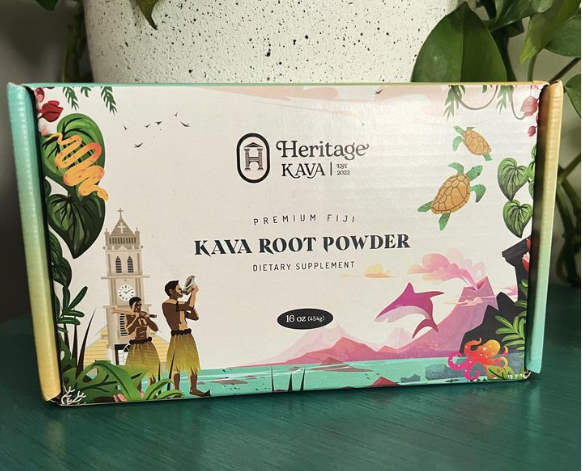 Heritage
KAVA | EST 2022
PREMIUM FIJI
KAVA ROOT POWDER
DIETARY SUPPLEMENT
16 oz (454g)